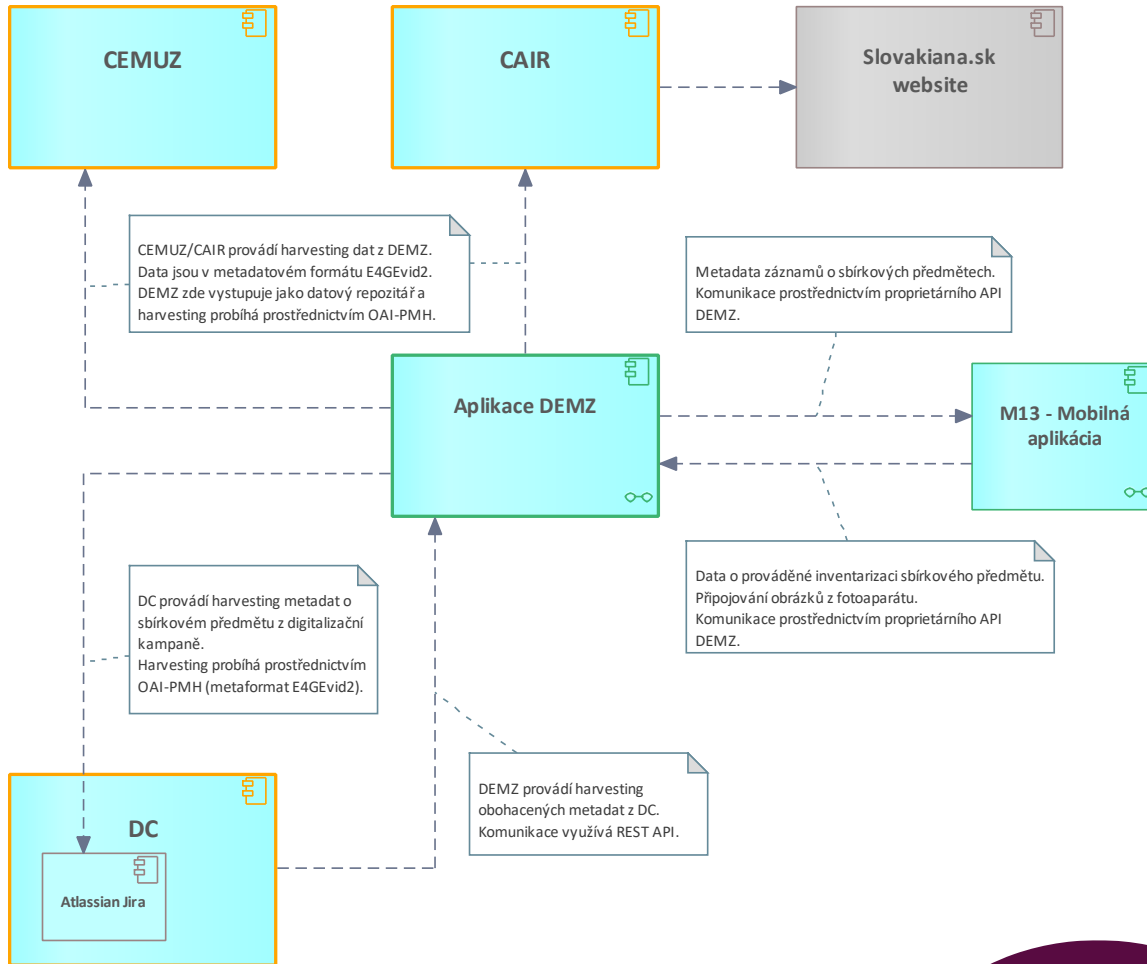 CEMUZ
CAIR
Slovakiana.sk
website
CEMUZ/CAIR provádí harvesting dat z DEMZ.
Data jsou v metadatovém formátu E4GEvid2.
DEMZ zde vystupuje jako datový repozitář a
harvesting probíhá prostřednictvím OAI-PMH.
Metadata záznamů o sbírkových předmětech.
Komunikace prostřednictvím proprietárního API
DEMZ.
Aplikace DEMZ
M13 - Mobilná
aplikácia
Data o prováděné inventarizaci sbírkového předmětu.
Připojování obrázků z fotoaparátu.
Komunikace prostřednictvím proprietárního API
DEMZ.
DC provádí harvesting metadat o
sbírkovém předmětu z digitalizační
kampaně.
Harvesting probíhá prostřednictvím
OAI-PMH (metaformat E4GEvid2).
DEMZ provádí harvesting
obohacených metadat z DC.
Komunikace využívá REST API.
DC
Atlassian Jira